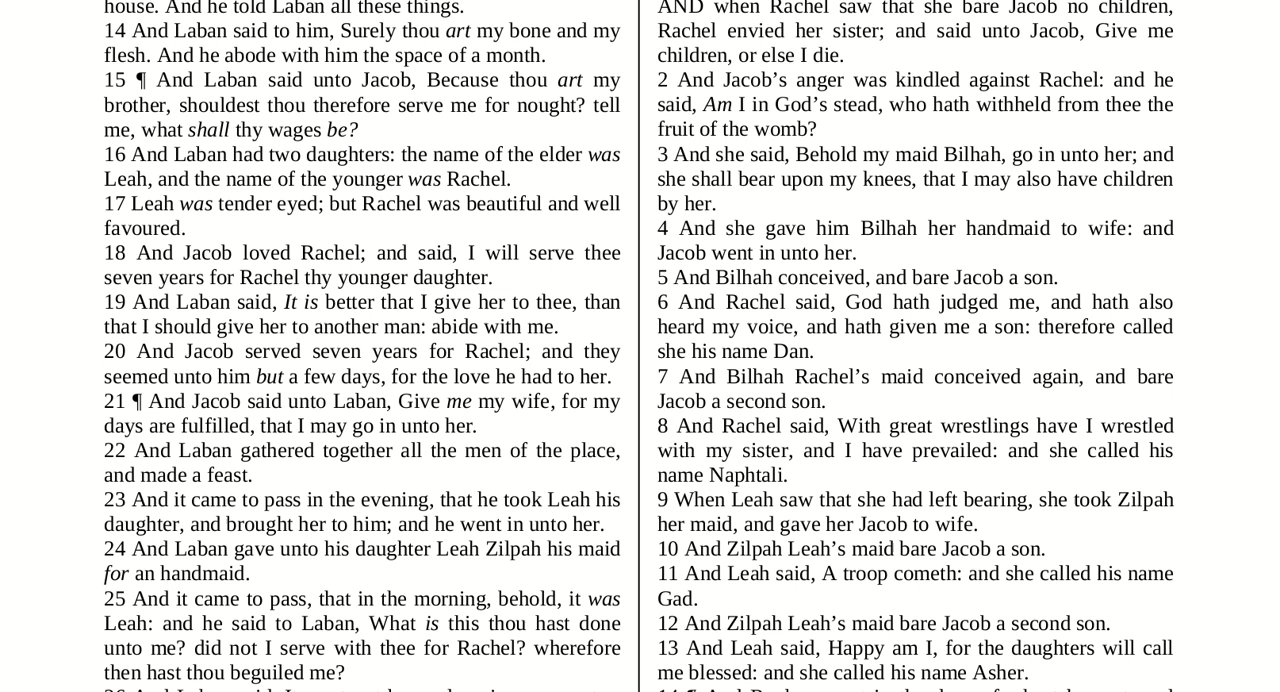 house. And he told Laban all these things.
14 And Laban said to him, Surely thou art my bone and my
flesh. And he abode with him the space of a month.
15 ¶ And Laban said unto Jacob, Because thou art my
brother, shouldest thou therefore serve me for nought? tell
me, what shall thy wages be?
16 And Laban had two daughters: the name of the elder was
Leah, and the name of the younger was Rachel.
17 Leah was tender eyed; but Rachel was beautiful and well
favoured.
18 And Jacob loved Rachel; and said, I will serve thee
seven years for Rachel thy younger daughter.
19 And Laban said, It is better that I give her to thee, than
that I should give her to another man: abide with me.
20 And Jacob served seven years for Rachel; and they
seemed unto him but a few days, for the love he had to her.
21 ¶ And Jacob said unto Laban, Give me my wife, for my
days are fulfilled, that I may go in unto her.
22 And Laban gathered together all the men of the place,
and made a feast.
23 And it came to pass in the evening, that he took Leah his
daughter, and brought her to him; and he went in unto her.
24 And Laban gave unto his daughter Leah Zilpah his maid
for an handmaid.
25 And it came to pass, that in the morning, behold, it was
Leah: and he said to Laban, What is this thou hast done
unto me? did not I serve with thee for Rachel? wherefore
then hast thou beguiled me?
AND when Rachel saw that she bare Jacob no children,
Rachel envied her sister; and said unto Jacob, Give me
children, or else I die.
2 And Jacob’s anger was kindled against Rachel: and he
said, Am I in God’s stead, who hath withheld from thee the
fruit of the womb?
3 And she said, Behold my maid Bilhah, go in unto her; and
she shall bear upon my knees, that I may also have children
by her.
4 And she gave him Bilhah her handmaid to wife: and
Jacob went in unto her.
5 And Bilhah conceived, and bare Jacob a son.
6 And Rachel said, God hath judged me, and hath also
heard my voice, and hath given me a son: therefore called
she his name Dan.
7 And Bilhah Rachel’s maid conceived again, and bare
Jacob a second son.
8 And Rachel said, With great wrestlings have I wrestled
with my sister, and I have prevailed: and she called his
name Naphtali.
9 When Leah saw that she had left bearing, she took Zilpah
her maid, and gave her Jacob to wife.
10 And Zilpah Leah’s maid bare Jacob a son.
11 And Leah said, A troop cometh: and she called his name
Gad.
12 And Zilpah Leah’s maid bare Jacob a second son.
13 And Leah said, Happy am I, for the daughters will call
me blessed: and she called his name Asher.